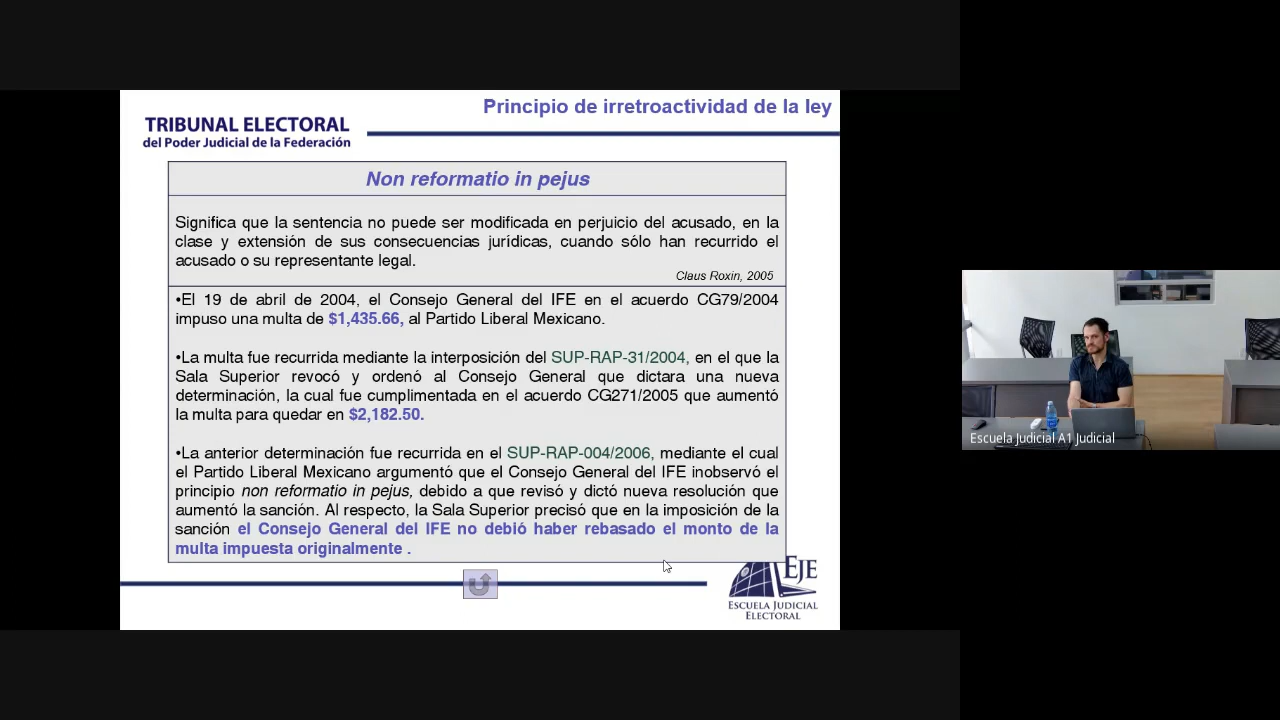 Principio de irretroactividad de la ley
TRIBUNAL ELECTORAL
del Poder Judicial de la Federación
Non reformatio in pejus
Significa que la sentencia no puede ser modificada en perjuicio del acusado, en la
clase y extensión de sus consecuencias jurídicas, cuando sólo han recurrido el
acusado o su representante legal.
Claus Roxin, 2005
•El 19 de abril de 2004, el Consejo General del IFE en el acuerdo CG79/2004
impuso una multa de $1,435.66, al Partido Liberal Mexicano.
•La multa fue recurrida mediante la interposición del SUP-RAP-31/2004, en el que la
Sala Superior revocó y ordenó al Consejo General que dictara una nueva
determinación, la cual fue cumplimentada en el acuerdo CG271/2005 que aumentó
la multa para quedar en $2,182.50.
•La anterior determinación fue recurrida en el SUP-RAP-004/2006, mediante el cual
el Partido Liberal Mexicano argumentó que el Consejo General del IFE inobservó el
principio non reformatio in pejus, debido a que revisó y dictó nueva resolución que
aumentó la sanción. Al respecto, la Sala Superior precisó que en la imposición de la
sanción el Consejo General del IFE no debió haber rebasado el monto de la
multa impuesta originalmente .
EJE
ESCUELA JUDICIAL
ELECTORAL
Escuela Judicial A1 Judicial